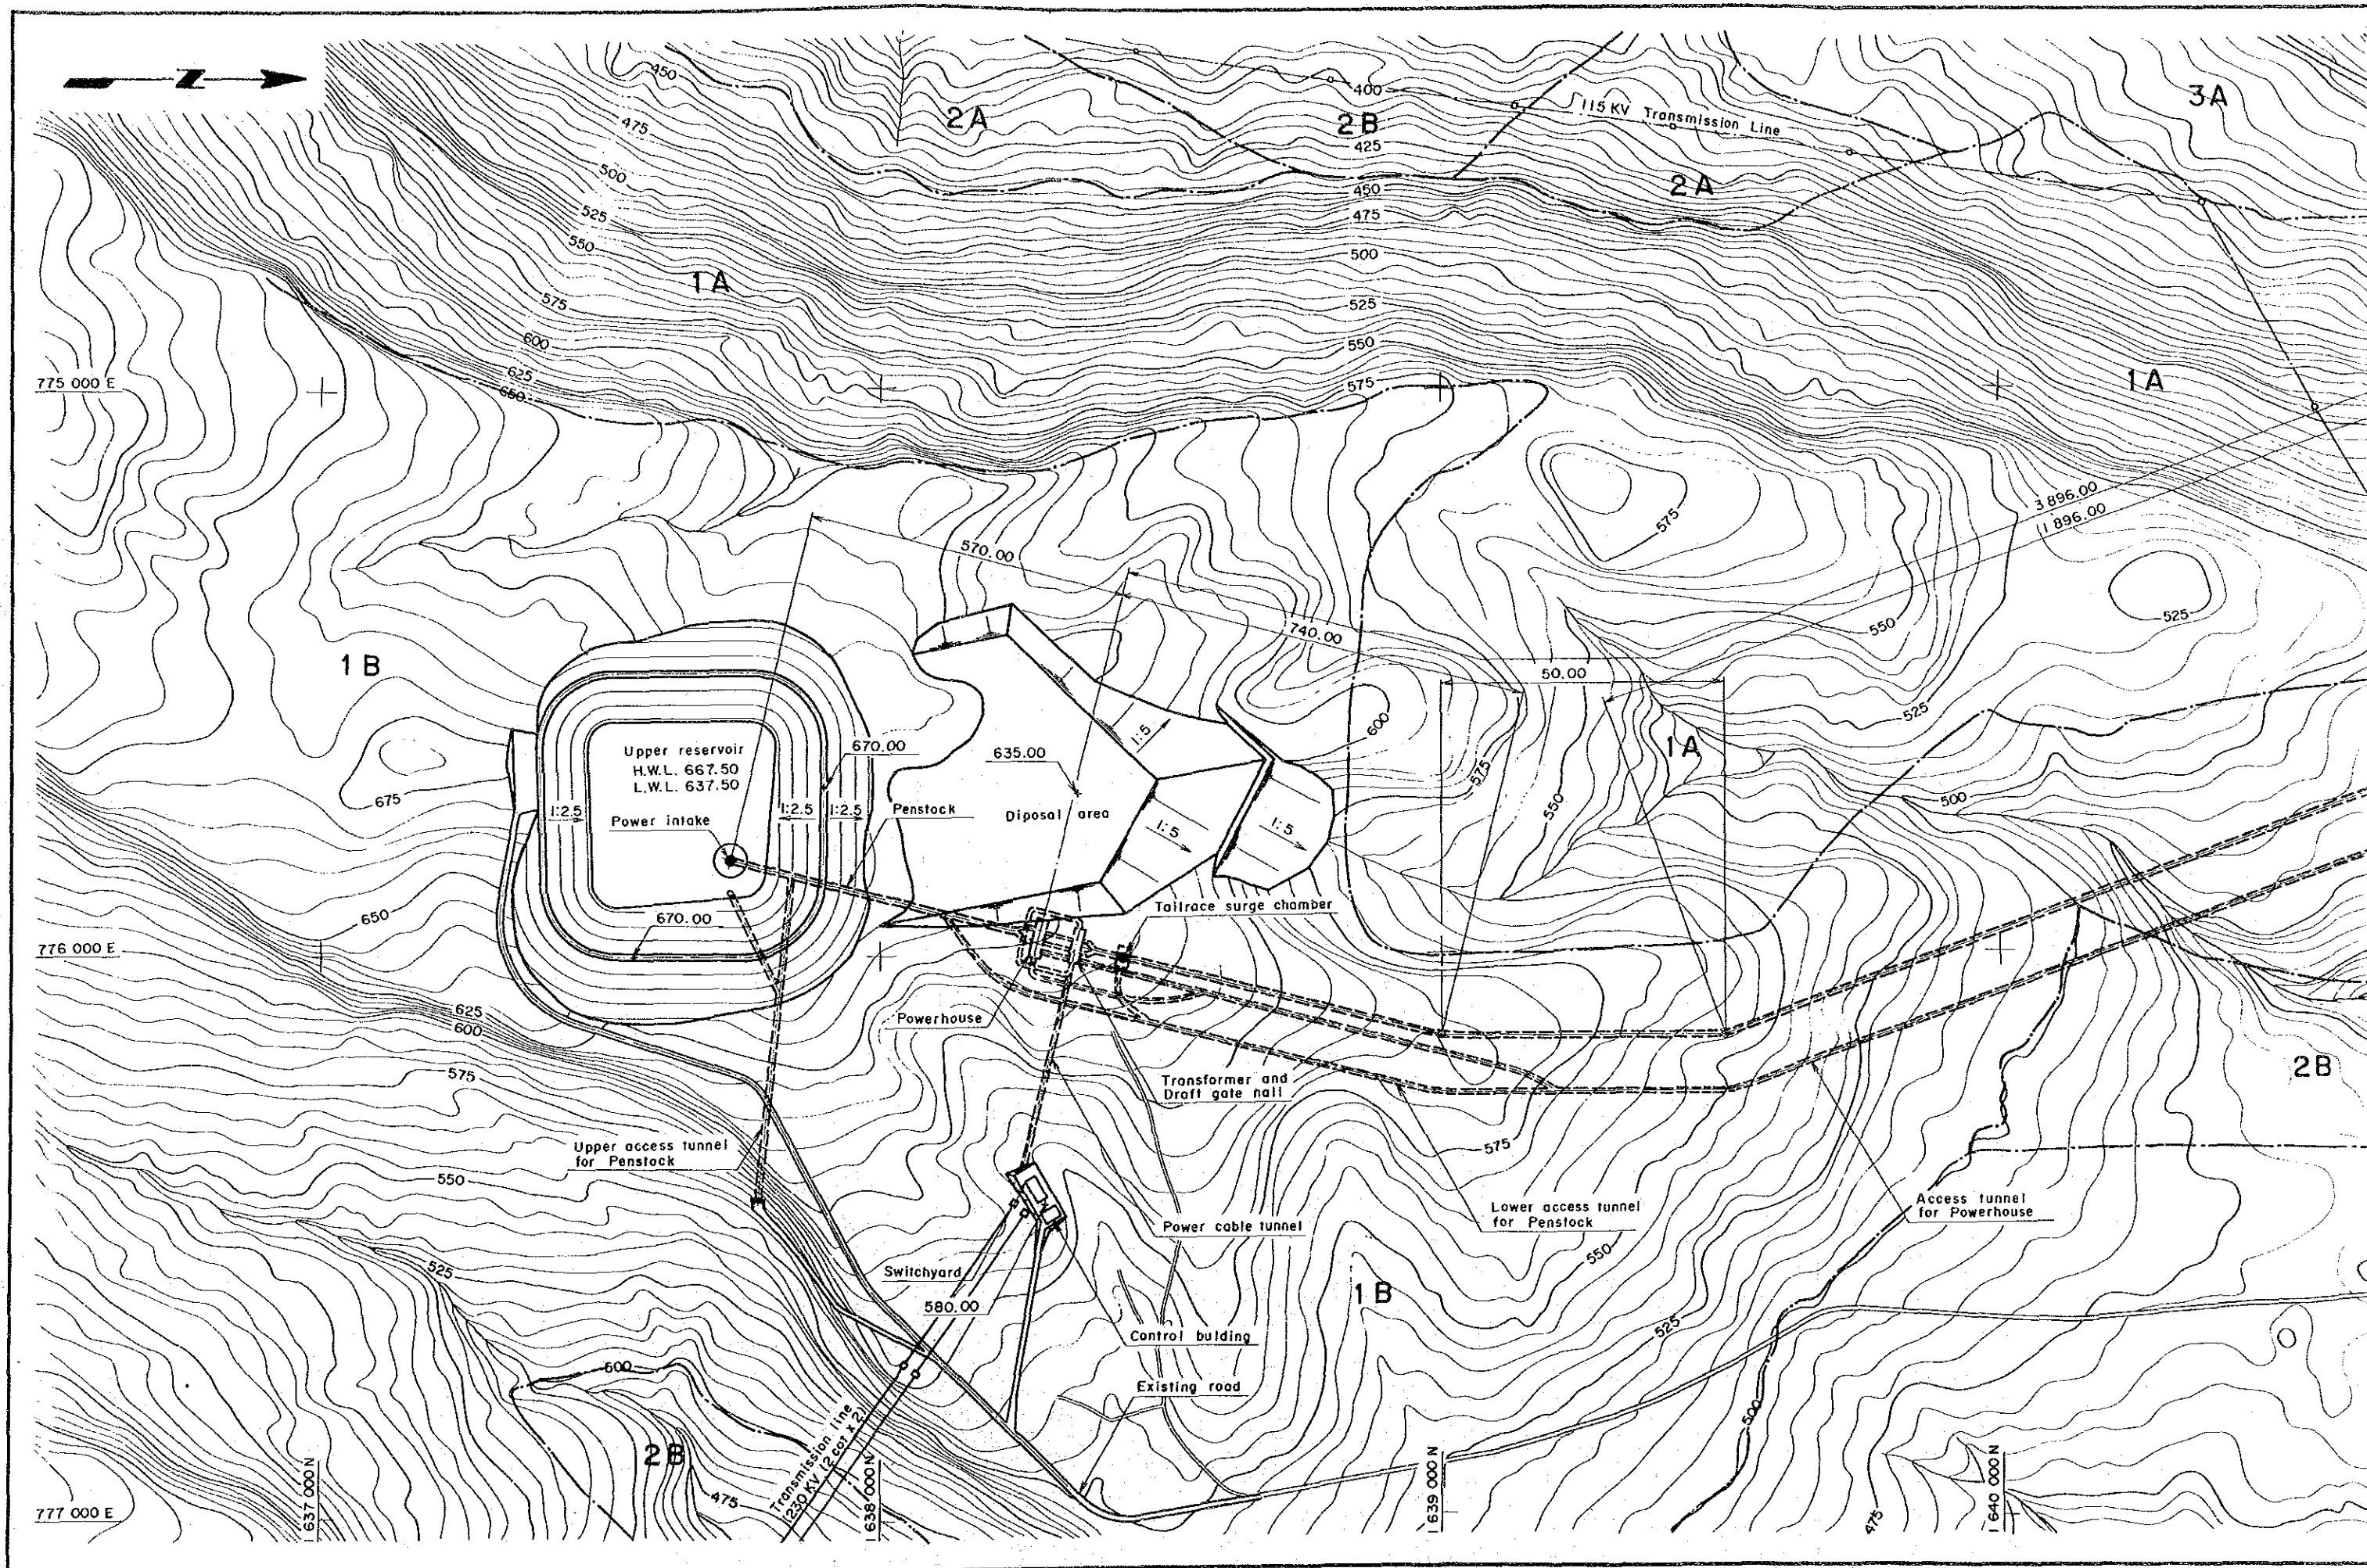 N
450
475
500
525
550
575
600
625
650
2A
400
2B
425
450
475
500
525
550
575
115 KV Transmission Line
2A
3A
1A
1A
775 000 E
3 896.00
1 896.00
570.00
740.00
50.00
575
550
525
525
1B
600
575
550
1A
500
Upper reservoir
H.W.L. 667.50
L.W.L. 637.50
1:2.5
1:2.5
1:2.5
Power intake
670.00
670.00
Penstock
635.00
Diposal area
1:5
1:5
1:5
675
650
776 000 E
625
600
575
550
525
Tailrace surge chamber
Powerhouse
Transformer and
Draft gate hall
Upper access tunnel
for Penstock
Power cable tunnel
Lower access tunnel
for Penstock
Access tunnel
for Powerhouse
575
550
525
500
475
2B
1B
Switchyard
580.00
Control bulding
Existing road
600
2B
475
Transmission line
(230 KV (2 cct x 2)
777 000 E
1 637 000 N
1 638 000 N
1 639 000 N
1 640 000 N